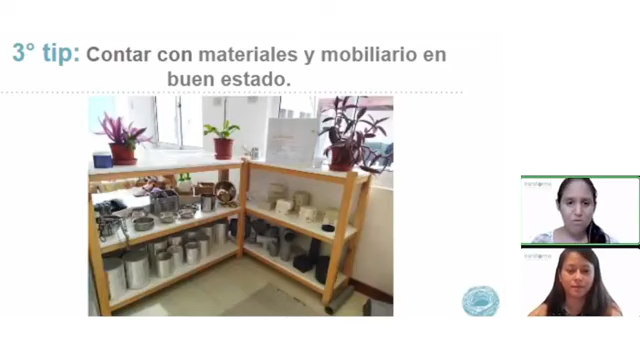 3° tip: Contar con materiales y mobiliario en
buen estado.